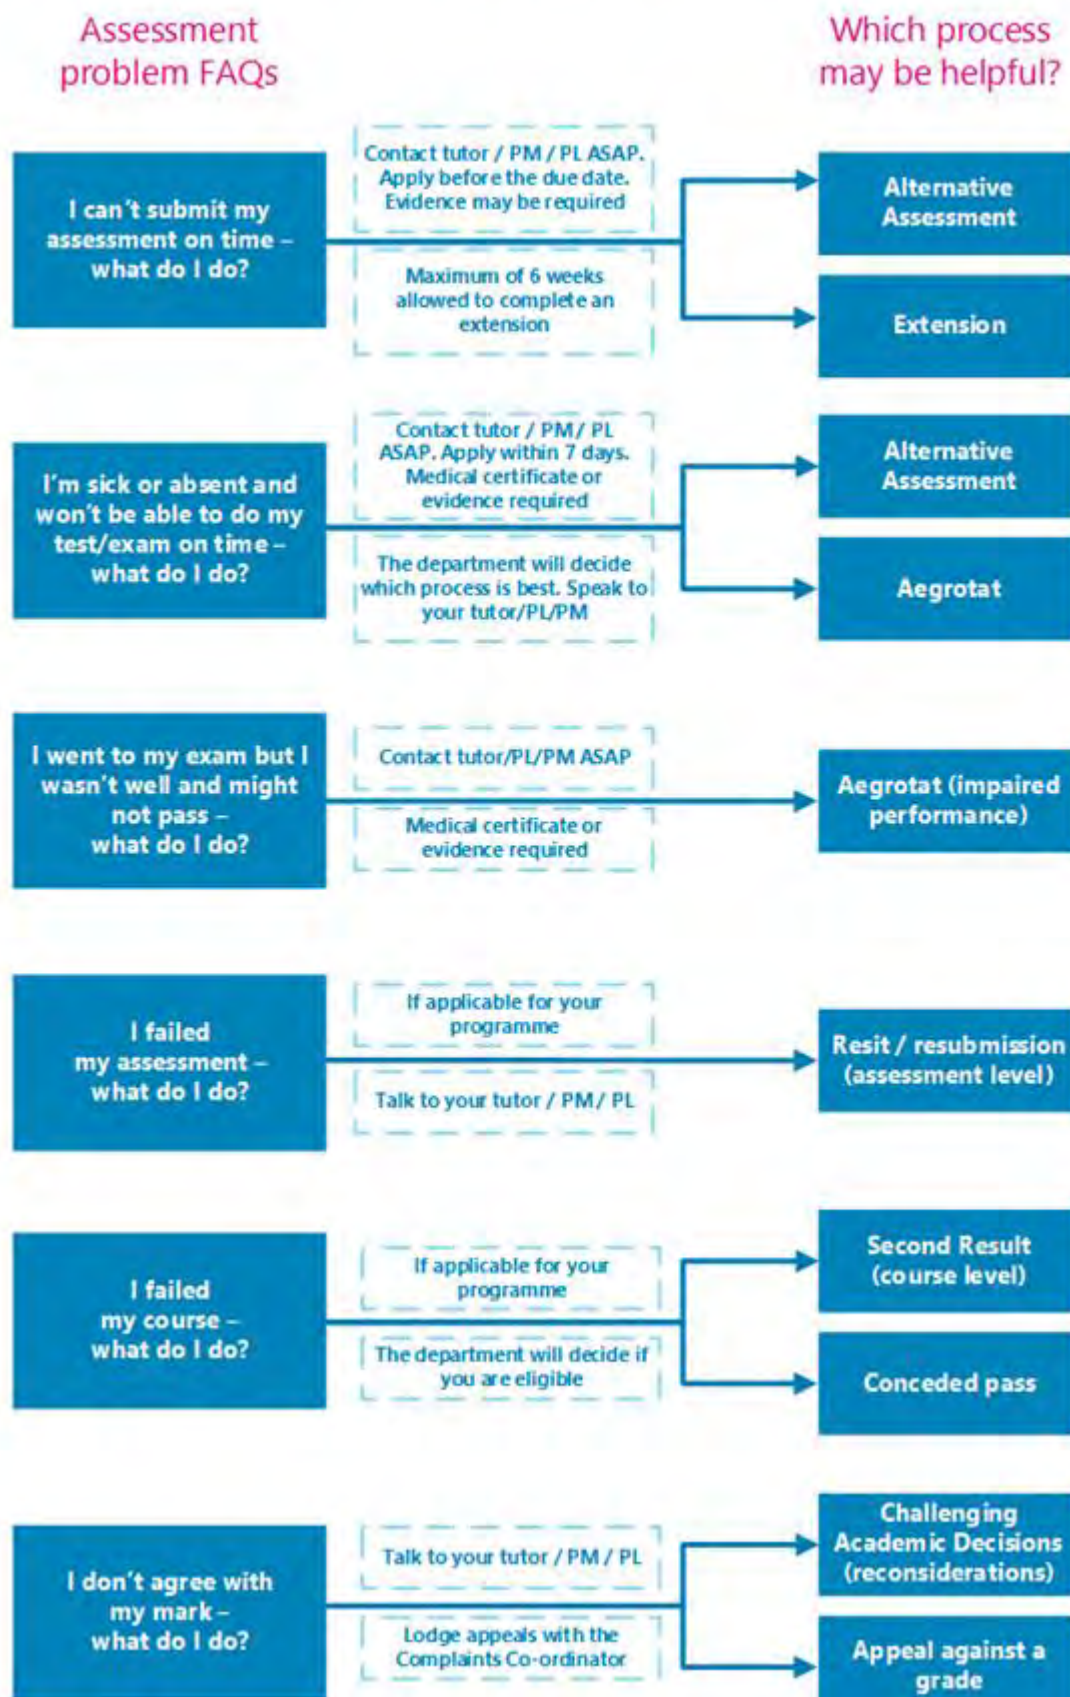 Assessment
problem FAQs
Which process
may be helpful?
I can't submit my
assessment on time –
what do I do?
Contact tutor / PM / PL ASAP.
Apply before the due date.
Evidence may be required
Maximum of 6 weeks
allowed to complete an
extension
Alternative
Assessment
Extension
I'm sick or absent and
won't be able to do my
test/exam on time –
what do I do?
Contact tutor / PM/ PL
ASAP. Apply within 7 days.
Medical certificate or
evidence required
The department will decide
which process is best. Speak to
your tutor/PL/PM
Alternative
Assessment
Aegrotat
I went to my exam but I
wasn't well and might
not pass –
what do I do?
Contact tutor/PL/PM ASAP
Medical certificate or
evidence required
Aegrotat (impaired
performance)
I failed
my assessment –
what do I do?
If applicable for your
programme
Talk to your tutor / PM/ PL
Resit / resubmission
(assessment level)
I failed
my course –
what do I do?
If applicable for your
programme
The department will decide if
you are eligible
Second Result
(course level)
Conceded pass
I don't agree with
my mark –
what do I do?
Talk to your tutor / PM / PL
Lodge appeals with the
Complaints Co-ordinator
Challenging
Academic Decisions
(reconsiderations)
Appeal against a
grade